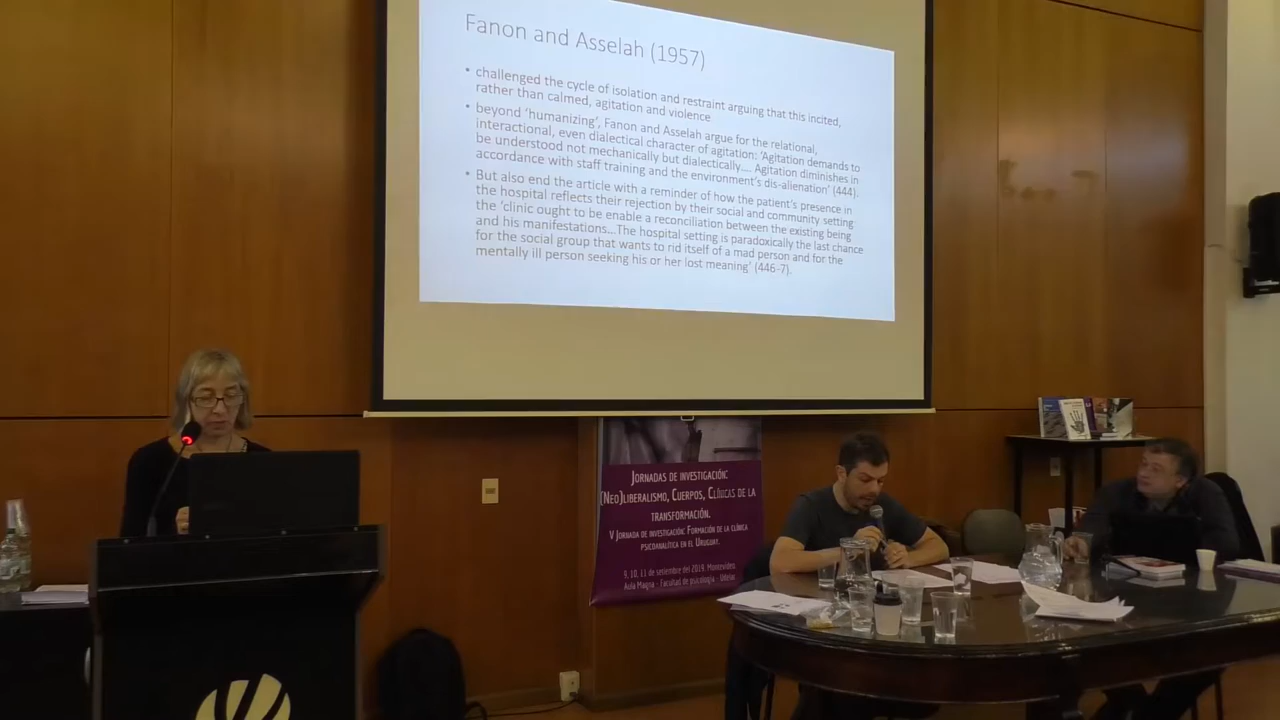 Fanon and Asselah (1957)
• challenged the cycle of isolation and restraint arguing that this incited,
rather than calmed, agitation and violence
• beyond ‘humanizing’, Fanon and Asselah argue for the relational,
interactional, even dialectical character of agitation: ‘Agitation demands to
be understood not mechanically but dialectically.... Agitation diminishes in
accordance with staff training and the environment’s dis-alienation’ (444).
• But also end the article with a reminder of how the patient’s presence in
the hospital reflects their rejection by their social and community setting
the ‘clinic ought to be enable a reconciliation between the existing being
and his manifestations...The hospital setting is paradoxically the last chance
for the social group that wants to rid itself of a mad person and for the
mentally ill person seeking his or her lost meaning’ (446-7).
Jornadas de investigación:
(Neo)liberalismo, Cuerpos, Clínicas de la
transformación.
V Jornada de investigación: Formación de la clínica
psicoanalítica en el Uruguay.
9, 10, 11 de setiembre del 2019, Montevideo
Aula Magna - Facultad de psicología - Udelar